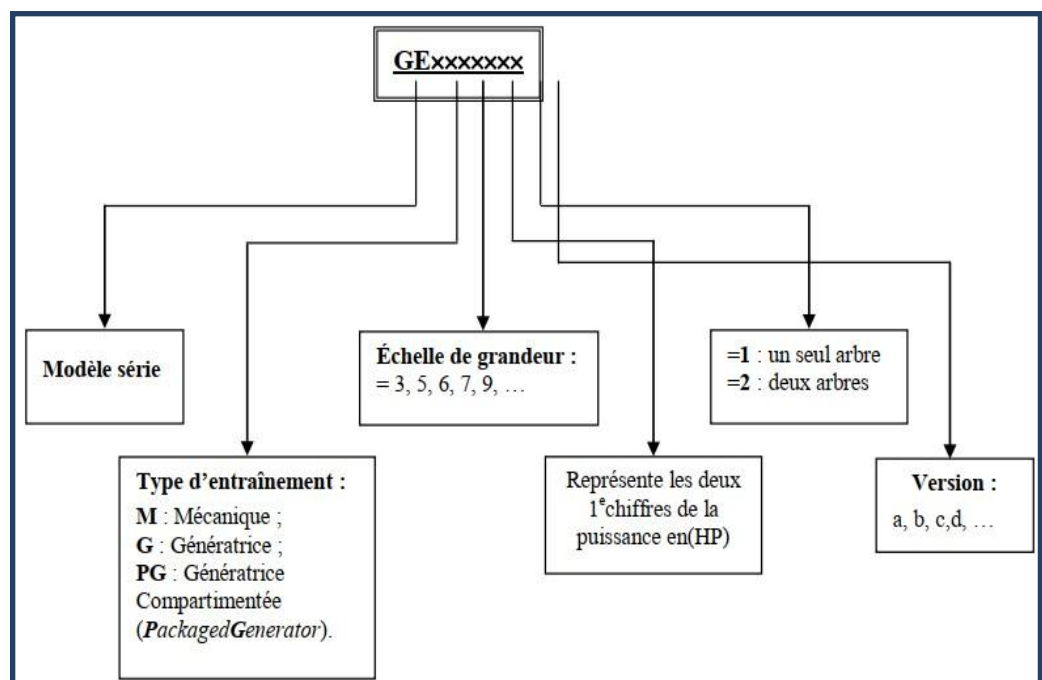 GExxxxxxx
Modèle série
Échelle de grandeur :
= 3, 5, 6, 7, 9, …
=1 : un seul arbre
=2 : deux arbres
Type d’entraînement :
M : Mécanique ;
G : Génératrice ;
PG : Génératrice
Compartimentée
(PackagedGenerator).
Représente les deux
1echiffres de la
puissance en(HP)
Version :
a, b, c,d, …